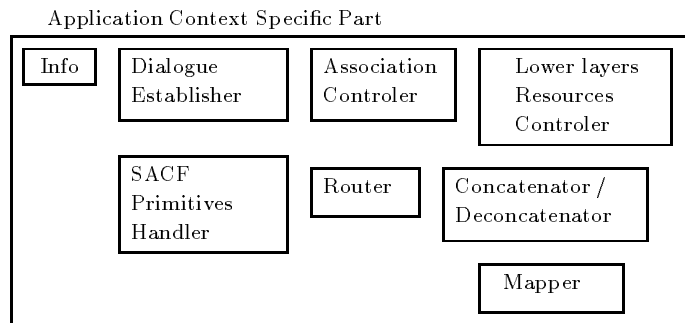 Application Context Specific Part
Info
Dialogue
Establisher
Association
Controler
Lower layers
Resources
Controler
SACF
Primitives
Handler
Router
Concatenator /
Deconcatenator
Mapper